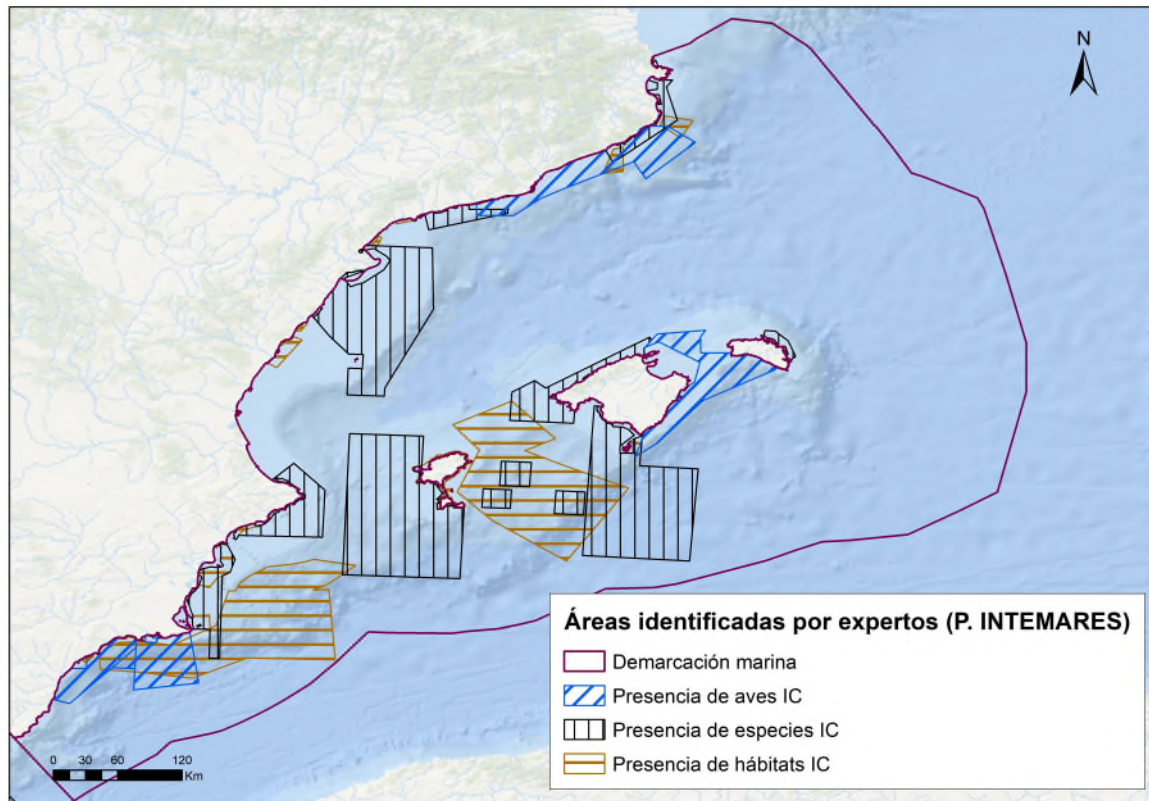 N
Áreas identificadas por expertos (P. INTEMARES)
Demarcación marina
Presencia de aves IC
Presencia de especies IC
Presencia de hábitats IC
0 30 60 120
Km